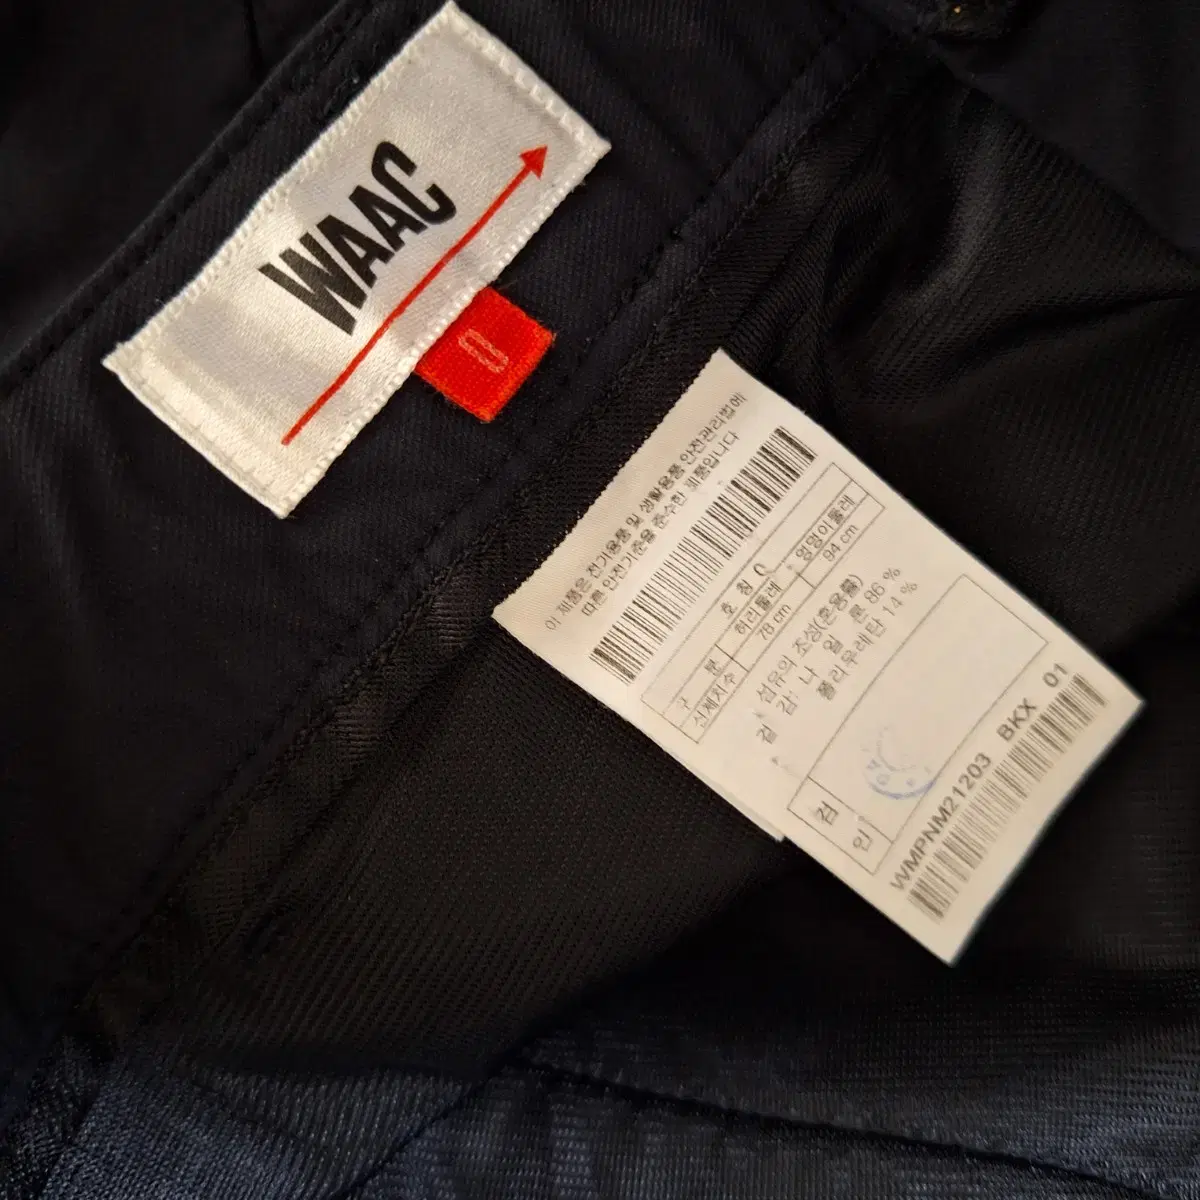 WAAC
0
이 제품은 전기용품 및 생활용품 안전관리법에
따른 안전기준을 준수한 제품입니다
호 칭 0
구 분 허리둘레 엉덩이둘레
신체치수 78 cm 94 cm
섬유의 조성(혼용률)
겉 감: 나 일 론 86 %
폴리우레탄 14 %
검 인
WMPNM21203 BKX 01